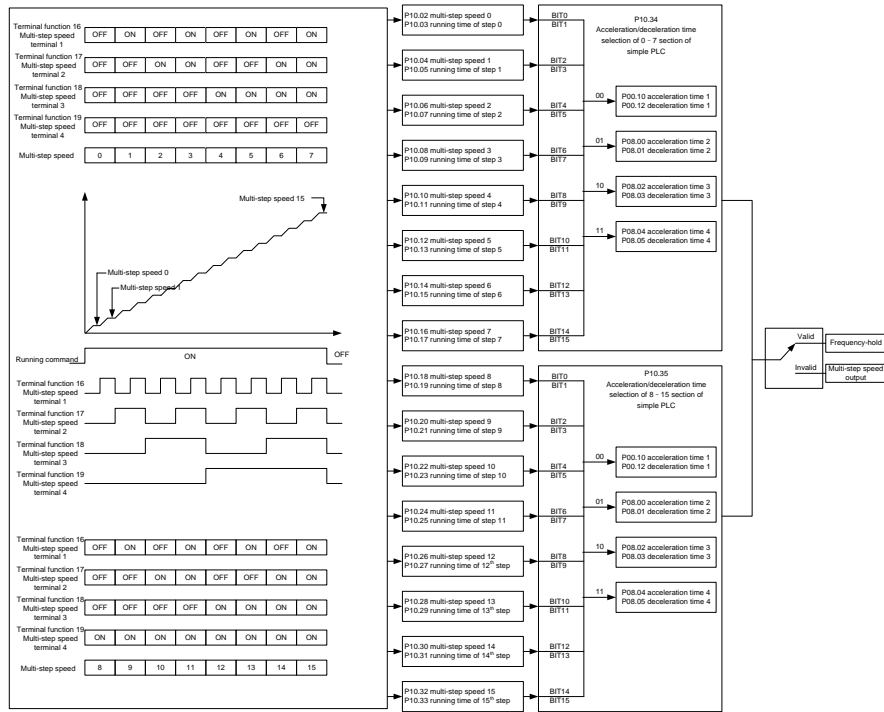 Terminal function 16
Multi-step speed
terminal 1
OFF ON OFF ON OFF ON OFF ON
Terminal function 17
Multi-step speed
terminal 2
OFF OFF ON ON OFF OFF ON ON
Terminal function 18
Multi-step speed
terminal 3
OFF OFF OFF OFF ON ON ON ON
Terminal function 19
Multi-step speed
terminal 4
OFF OFF OFF OFF OFF OFF OFF OFF
Multi-step speed
0 1 2 3 4 5 6 7
Multi-step speed 15
Multi-step speed 0
Multi-step speed 1
Running command
ON
OFF
Terminal function 16
Multi-step speed
terminal 1
Terminal function 17
Multi-step speed
terminal 2
Terminal function 18
Multi-step speed
terminal 3
Terminal function 19
Multi-step speed
terminal 4
Terminal function 16
Multi-step speed
terminal 1
OFF ON OFF ON OFF ON OFF ON
Terminal function 17
Multi-step speed
terminal 2
OFF OFF ON ON OFF OFF ON ON
Terminal function 18
Multi-step speed
terminal 3
OFF OFF OFF OFF ON ON ON ON
Terminal function 19
Multi-step speed
terminal 4
ON ON ON ON ON ON ON ON
Multi-step speed
8 9 10 11 12 13 14 15
P10.02 multi-step speed 0
P10.03 running time of step 0
P10.04 multi-step speed 1
P10.05 running time of step 1
P10.06 multi-step speed 2
P10.07 running time of step 2
P10.08 multi-step speed 3
P10.09 running time of step 3
P10.10 multi-step speed 4
P10.11 running time of step 4
P10.12 multi-step speed 5
P10.13 running time of step 5
P10.14 multi-step speed 6
P10.15 running time of step 6
P10.16 multi-step speed 7
P10.17 running time of step 7
P10.18 multi-step speed 8
P10.19 running time of step 8
P10.20 multi-step speed 9
P10.21 running time of step 9
P10.22 multi-step speed 10
P10.23 running time of step 10
P10.24 multi-step speed 11
P10.25 running time of step 11
P10.26 multi-step speed 12
P10.27 running time of 12th step
P10.28 multi-step speed 13
P10.29 running time of 13th step
P10.30 multi-step speed 14
P10.31 running time of 14th step
P10.32 multi-step speed 15
P10.33 running time of 15th step
BIT0
BIT1
BIT2
BIT3
BIT4
BIT5
BIT6
BIT7
BIT8
BIT9
BIT10
BIT11
BIT12
BIT13
BIT14
BIT15
P10.34
Acceleration/deceleration time
selection of 0 - 7 section of
simple PLC
00
P00.10 acceleration time 1
P00.12 deceleration time 1
01
P08.00 acceleration time 2
P08.01 deceleration time 2
10
P08.02 acceleration time 3
P08.03 deceleration time 3
11
P08.04 acceleration time 4
P08.05 deceleration time 4
BIT0
BIT1
BIT2
BIT3
BIT4
BIT5
BIT6
BIT7
BIT8
BIT9
BIT10
BIT11
BIT12
BIT13
BIT14
BIT15
P10.35
Acceleration/deceleration time
selection of 8 - 15 section of
simple PLC
00
P00.10 acceleration time 1
P00.12 deceleration time 1
01
P08.00 acceleration time 2
P08.01 deceleration time 2
10
P08.02 acceleration time 3
P08.03 deceleration time 3
11
P08.04 acceleration time 4
P08.05 deceleration time 4
Valid
Frequency-hold
Invalid
Multi-step speed
output